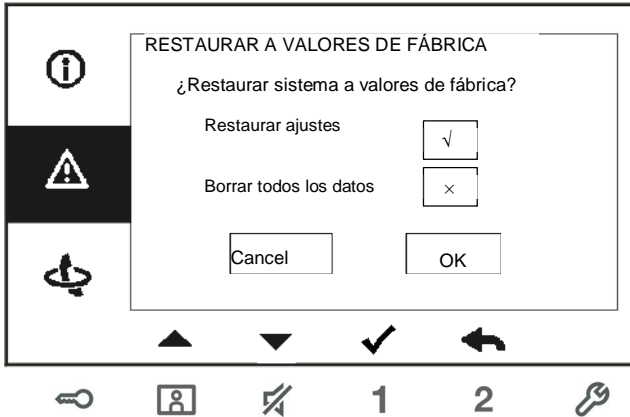 RESTAURAR A VALORES DE FÁBRICA
¿Restaurar sistema a valores de fábrica?
Restaurar ajustes √
Borrar todos los datos ×
Cancel OK
1 2